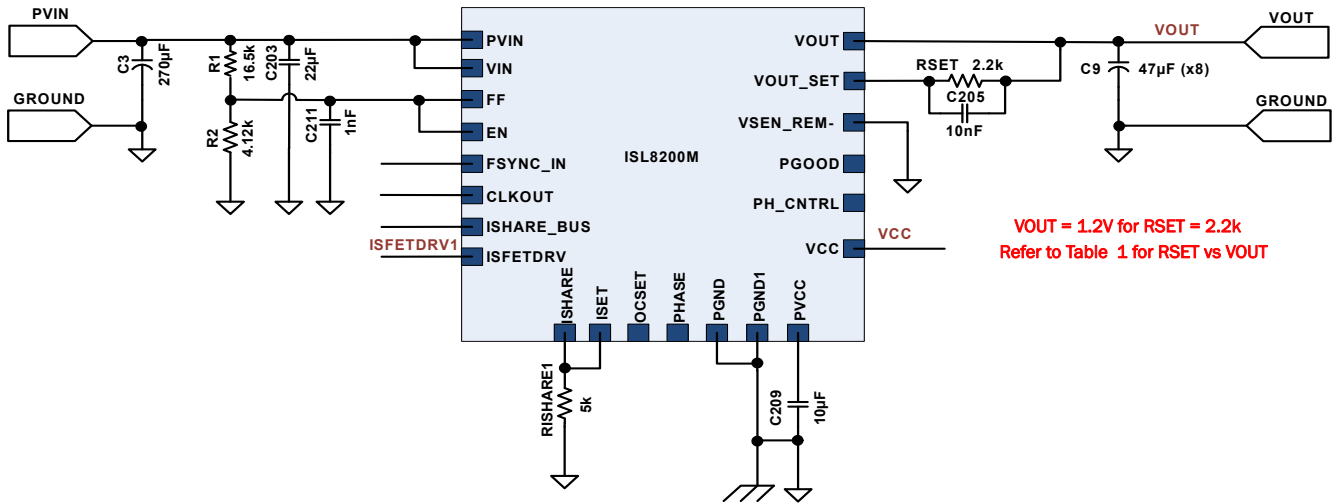 PVIN
GROUND
C3
270µF
R1
16.5k
C203
22µF
R2
4.12k
C211
1nF
PVIN
VIN
FF
EN
FSYNC_IN
CLKOUT
ISHARE_BUS
ISFETDRV1
ISFETDRV
ISL8200M
ISHARE
ISET
OCSET
PHASE
PGND
PGND1
PVCC
RISHARE1
5k
C209
10µF
VOUT
VOUT_SET
VSEN_REM-
PGOOD
PH_CNTRL
VCC
VCC
RSET 2.2k
C205
10nF
VOUT
C9
47µF (x8)
VOUT
GROUND
VOUT = 1.2V for RSET = 2.2k
Refer to Table 1 for RSET vs VOUT